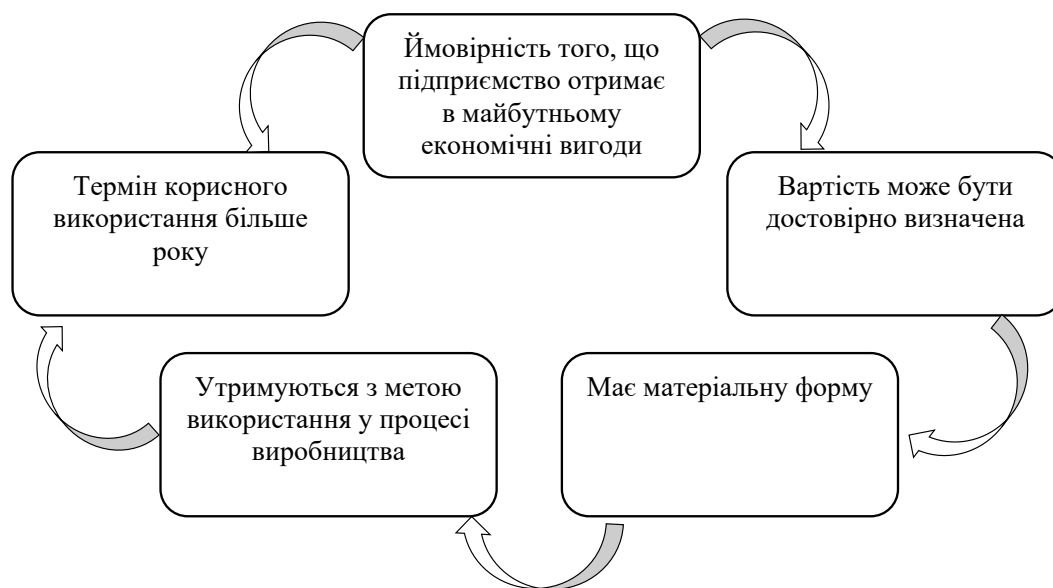 Ймовірність того, що
підприємство отримає
в майбутньому
економічні вигоди
Термін корисного
використання більше
року
Вартість може бути
достовірно визначена
Утримуються з метою
використання у процесі
виробництва
Має матеріальну форму